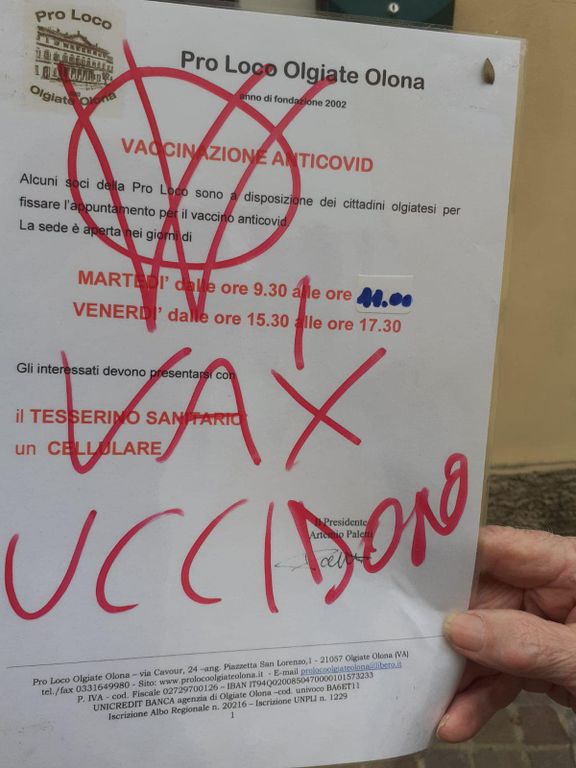 Pro Loco
Olgiate Olona
Pro Loco Olgiate Olona
anno di fondazione 2002
VACCINAZIONE ANTICOVID
Alcuni soci della Pro Loco sono a disposizione dei cittadini olgiatesi per
fissare l'appuntamento per il vaccino anticovid.
La sede è aperta nei giorni di
MARTEDI' dalle ore 9.30 alle ore 11.00
VENERDI' dalle ore 15.30 alle ore 17.30
Gli interessati devono presentarsi con
il TESSERINO SANITARIO
un CELLULARE
I VAX
UCCIDONO
Il Presidente
Artemio Paletti
Pro Loco Olgiate Olona – via Cavour, 24 –ang. Piazzetta San Lorenzo,1 - 21057 Olgiate Olona (VA)
tel./fax 0331649980 - Sito: www.prolocoolgiateolona.it - E-mail prolocoolgiateolona@libero.it
P. IVA - cod. Fiscale 02729700126 – IBAN IT94Q0200850470000101573233
UNICREDIT BANCA agenzia di Olgiate Olona –cod. univoco BA6ET11
Iscrizione Albo Regionale n. 20216 – Iscrizione UNPLI n. 1229
1